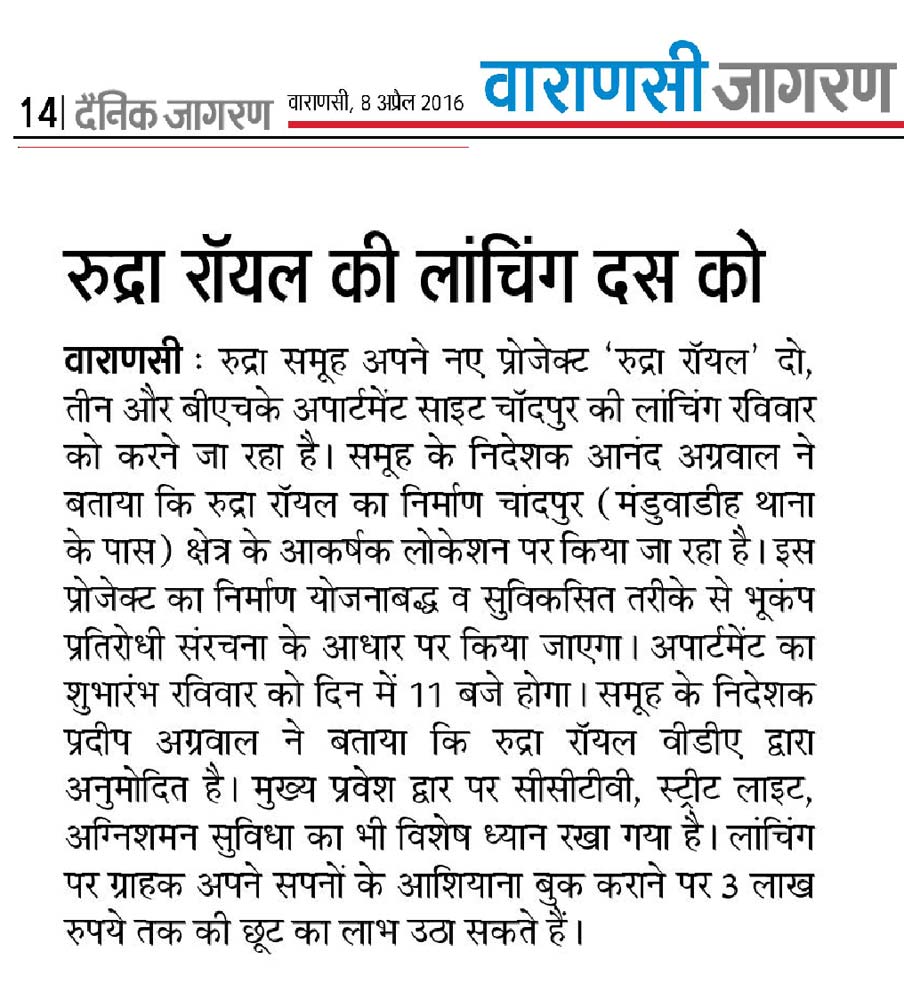 14| दैनिक जागरण वाराणसी, 8 अप्रैल 2016 वाराणसी जागरण
रुद्रा रॉयल की लांचिंग दस को
वाराणसी : रुद्रा समूह अपने नए प्रोजेक्ट ‘रुद्रा रॉयल’ दो,
तीन और बीएचके अपार्टमेंट साइट चॉदपुर की लांचिंग रविवार
को करने जा रहा है। समूह के निदेशक आनंद अग्रवाल ने
बताया कि रुद्रा रॉयल का निर्माण चांदपुर (मंडुवाडीह थाना
के पास) क्षेत्र के आकर्षक लोकेशन पर किया जा रहा है। इस
प्रोजेक्ट का निर्माण योजनाबद्ध व सुविकसित तरीके से भूकंप
प्रतिरोधी संरचना के आधार पर किया जाएगा। अपार्टमेंट का
शुभारंभ रविवार को दिन में 11 बजे होगा। समूह के निदेशक
प्रदीप अग्रवाल ने बताया कि रुद्रा रॉयल वीडीए द्वारा
अनुमोदित है। मुख्य प्रवेश द्वार पर सीसीटीवी, स्ट्रीट लाइट,
अग्निशमन सुविधा का भी विशेष ध्यान रखा गया है। लांचिंग
पर ग्राहक अपने सपनों के आशियाना बुक कराने पर 3 लाख
रुपये तक की छूट का लाभ उठा सकते हैं।